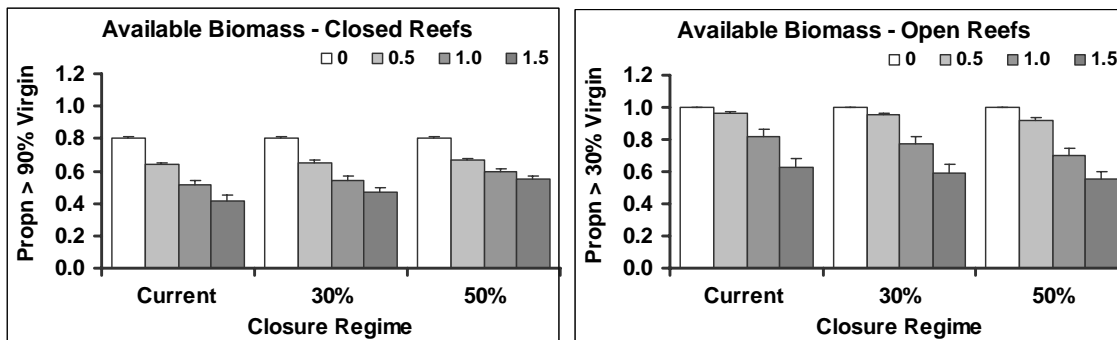 Available Biomass - Closed Reefs
0 0.5 1.0 1.5
Propn > 90% Virgin
1.2
1.0
0.8
0.6
0.4
0.2
0.0
Current 30% 50%
Closure Regime
Available Biomass - Open Reefs
0 0.5 1.0 1.5
Propn > 30% Virgin
1.2
1.0
0.8
0.6
0.4
0.2
0.0
Current 30% 50%
Closure Regime